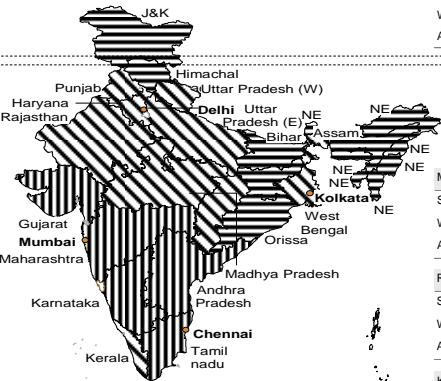 J&K
W
A
Himachal
Punjab
Uttar Pradesh (W)
Haryana
Delhi
Uttar
Pradesh (E)
NE
NE
Rajasthan
Bihar
Assam
NE
NE
NE
NE
NE
Kolkata
West
Bengal
Gujarat
Orissa
Mumbai
Maharashtra
Madhya Pradesh
Karnataka
Andhra
Pradesh
Chennai
Kerala
Tamil
nadu
M
S
W
A
S
W
A